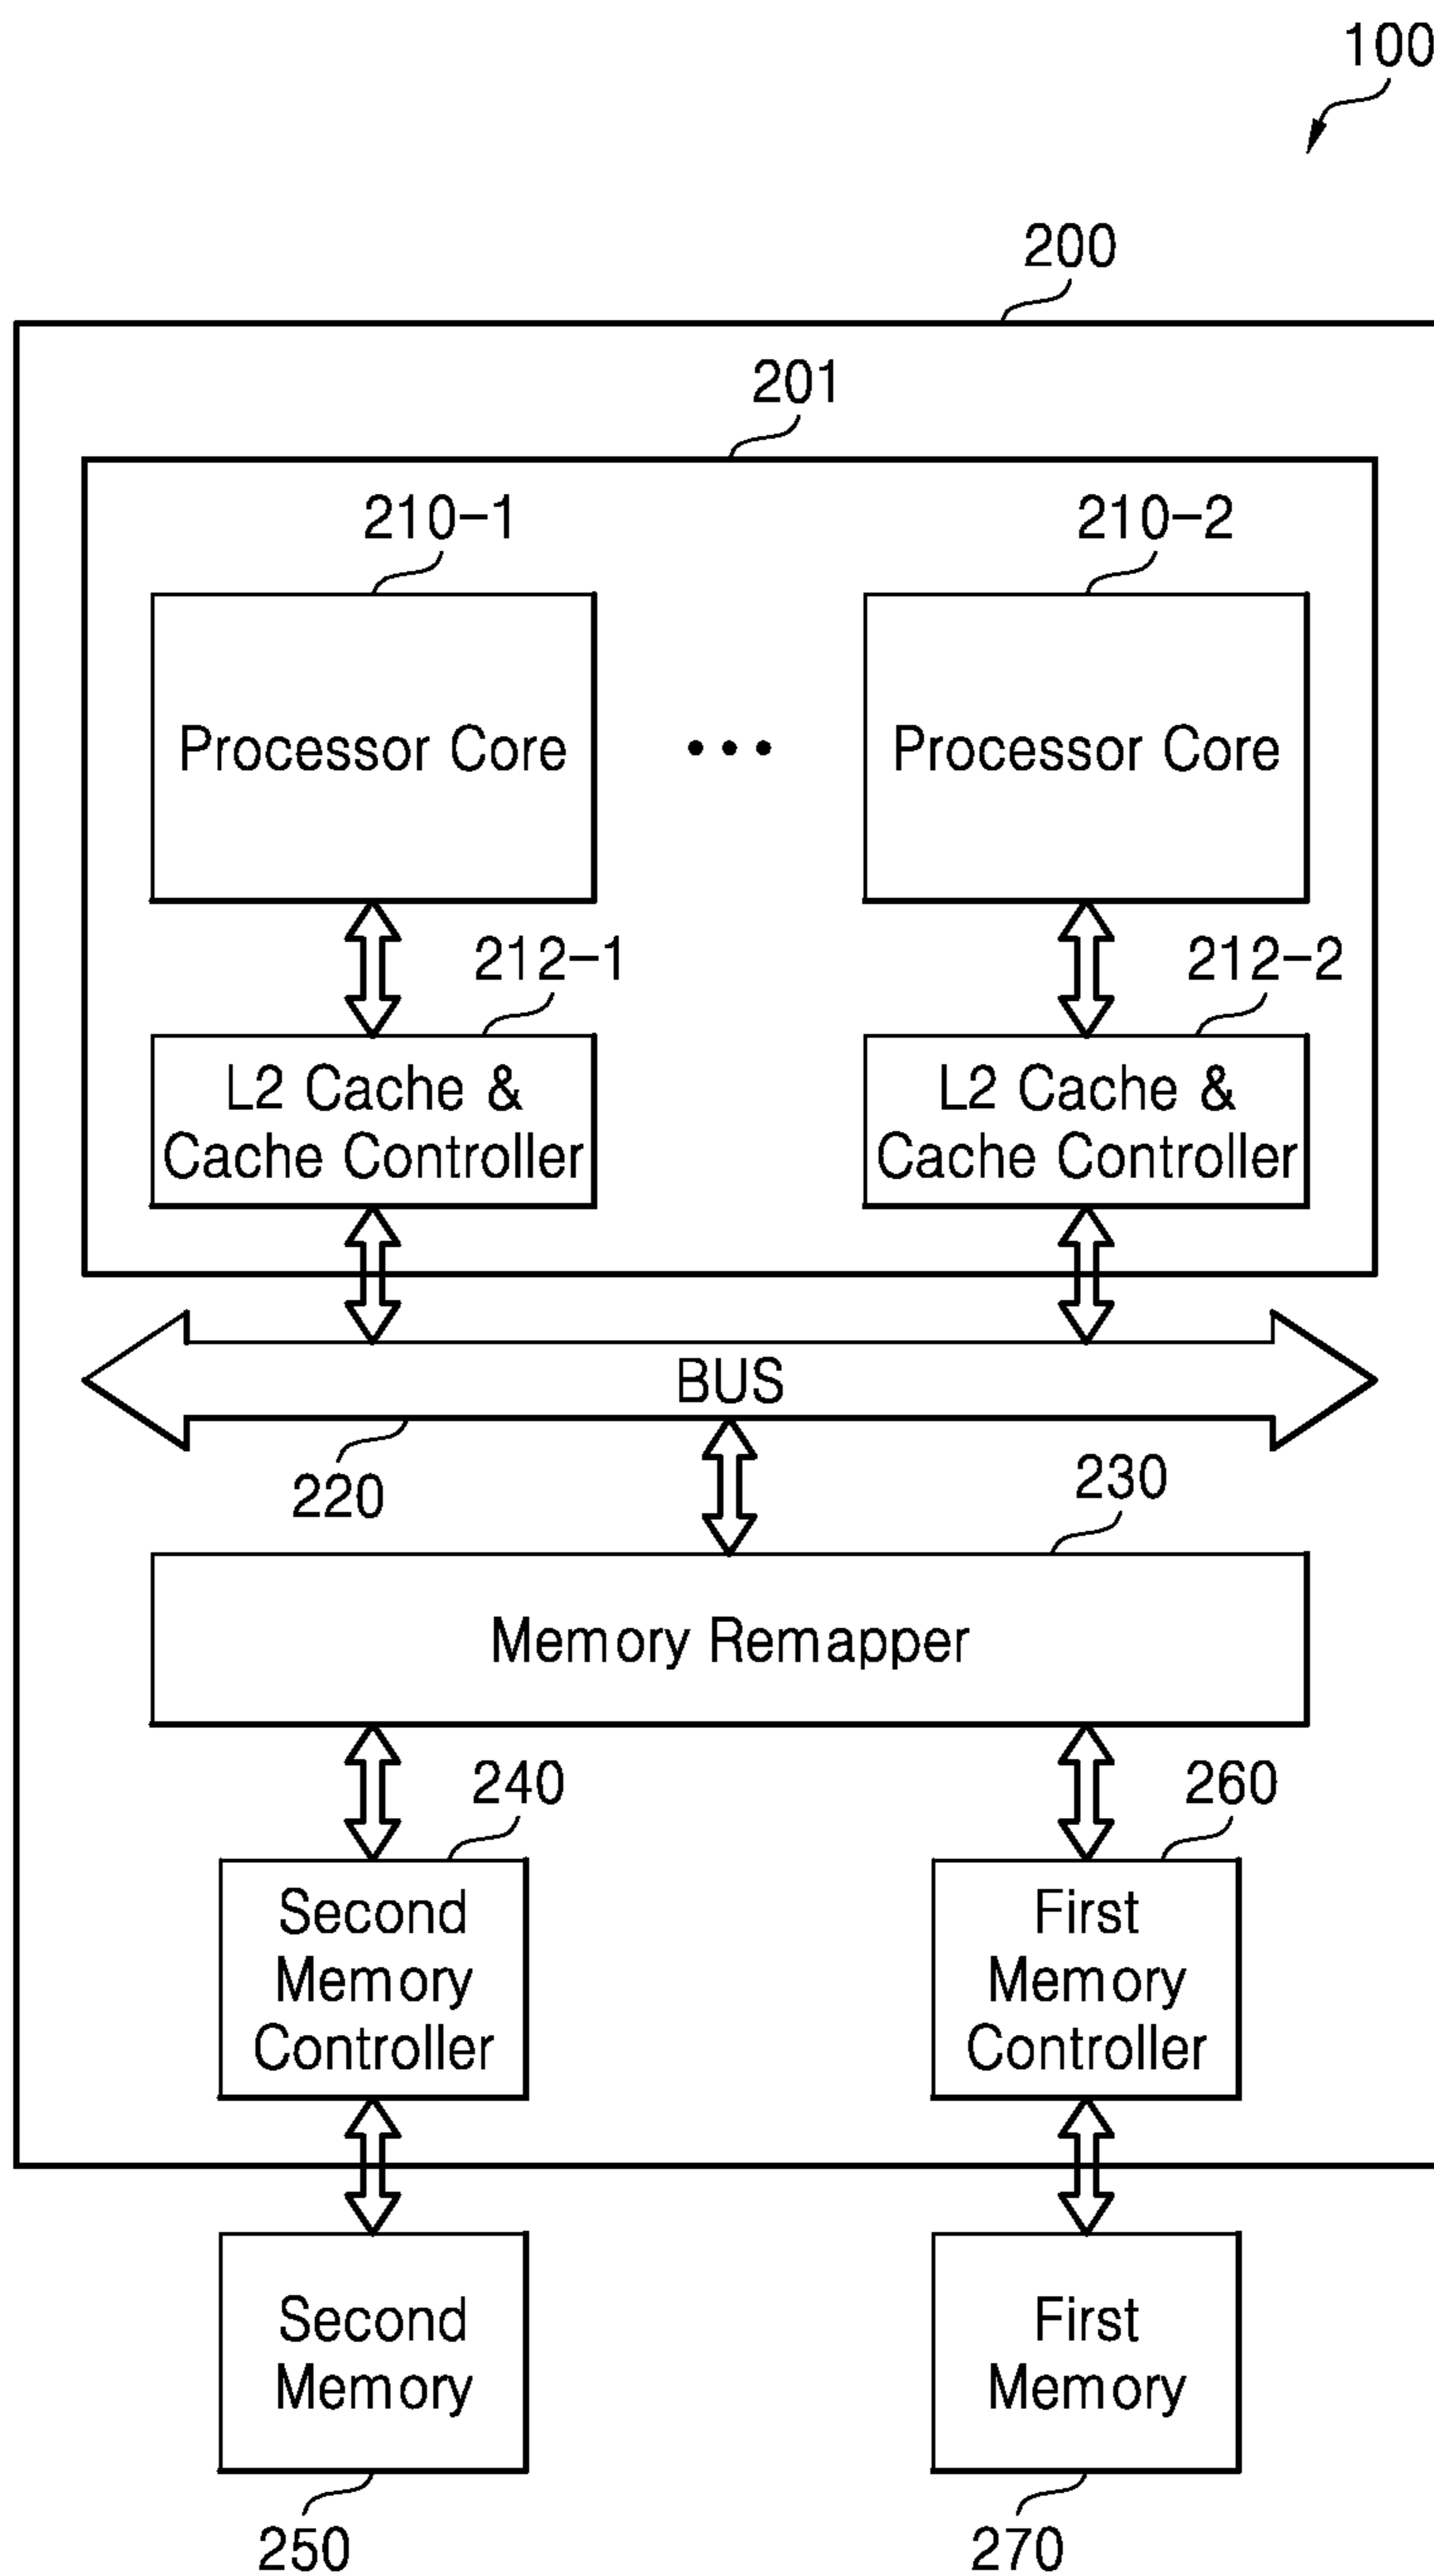 100
200
201
210-1
210-2
Processor Core
•••
Processor Core
212-1
212-2
L2 Cache &
Cache Controller
L2 Cache &
Cache Controller
BUS
220
230
Memory Remapper
240
260
Second
Memory
Controller
First
Memory
Controller
Second
Memory
First
Memory
250
270